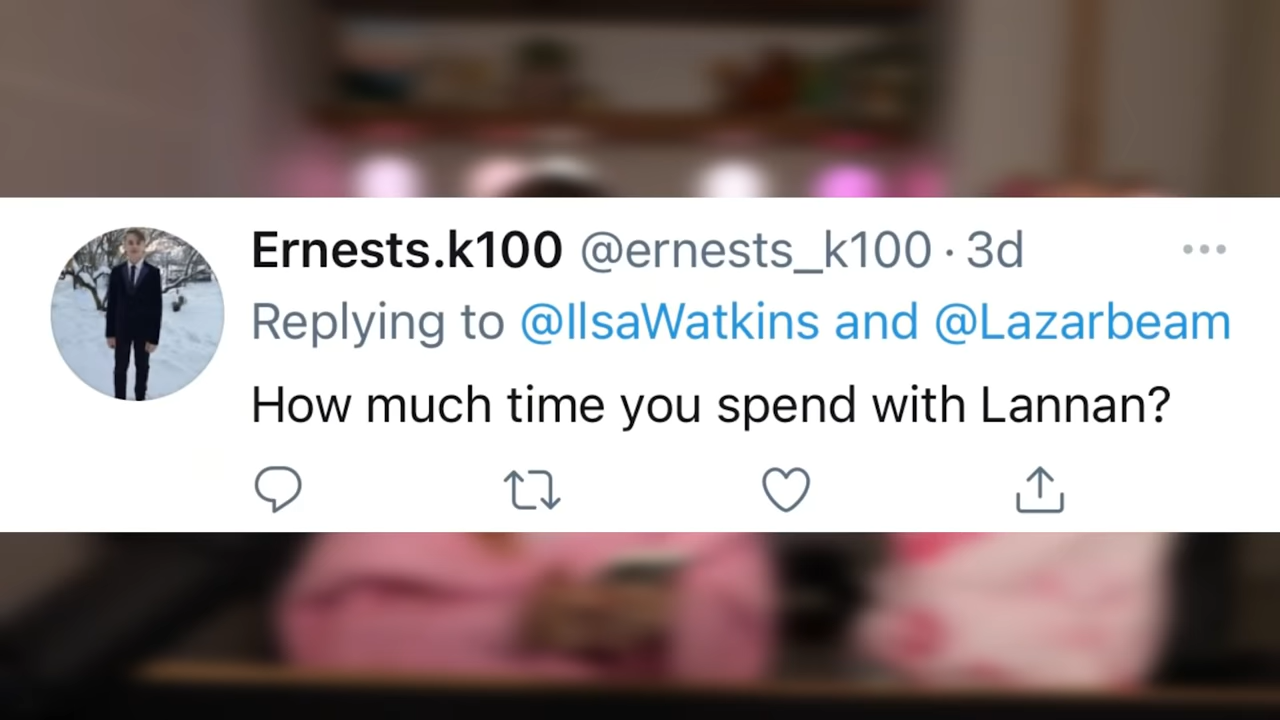 Ernests.k100 @ernests_k100 · 3d
Replying to @IlsaWatkins and @Lazarbeam
How much time you spend with Lannan?